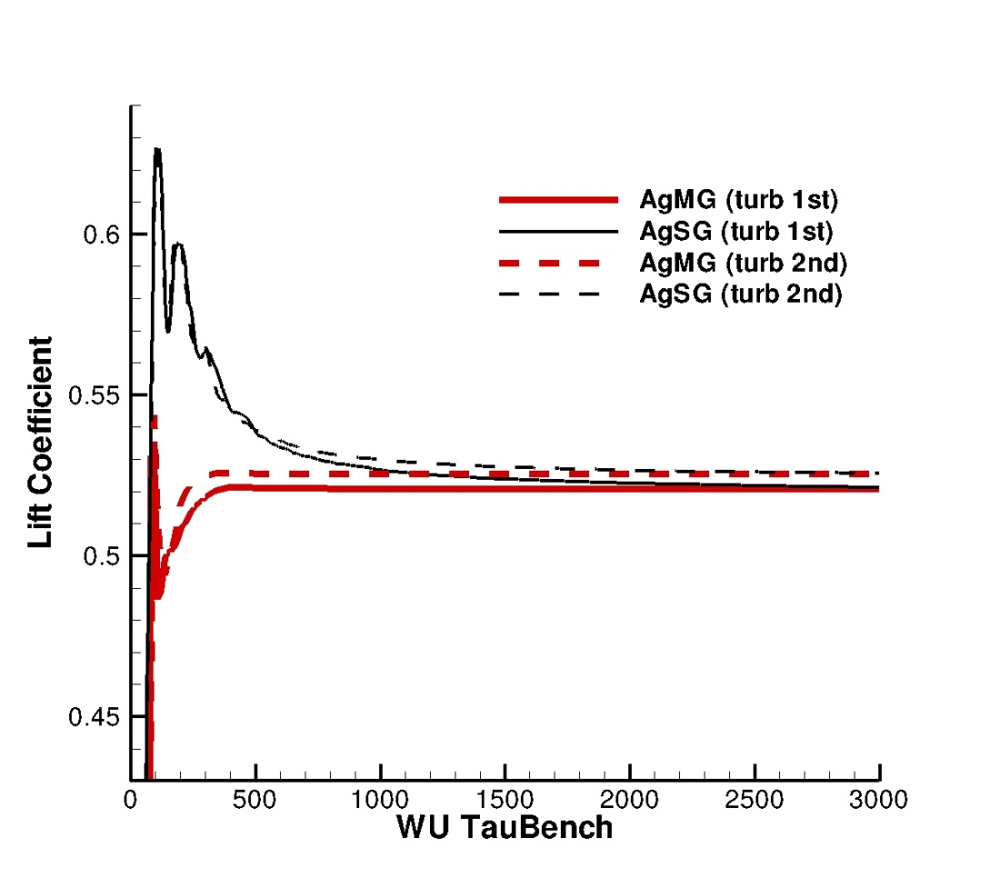 AgMG (turb 1st)
AgSG (turb 1st)
AgMG (turb 2nd)
AgSG (turb 2nd)
0.6
0.55
0.5
0.45
Lift Coefficient
0 500 1000 1500 2000 2500 3000
WU TauBench